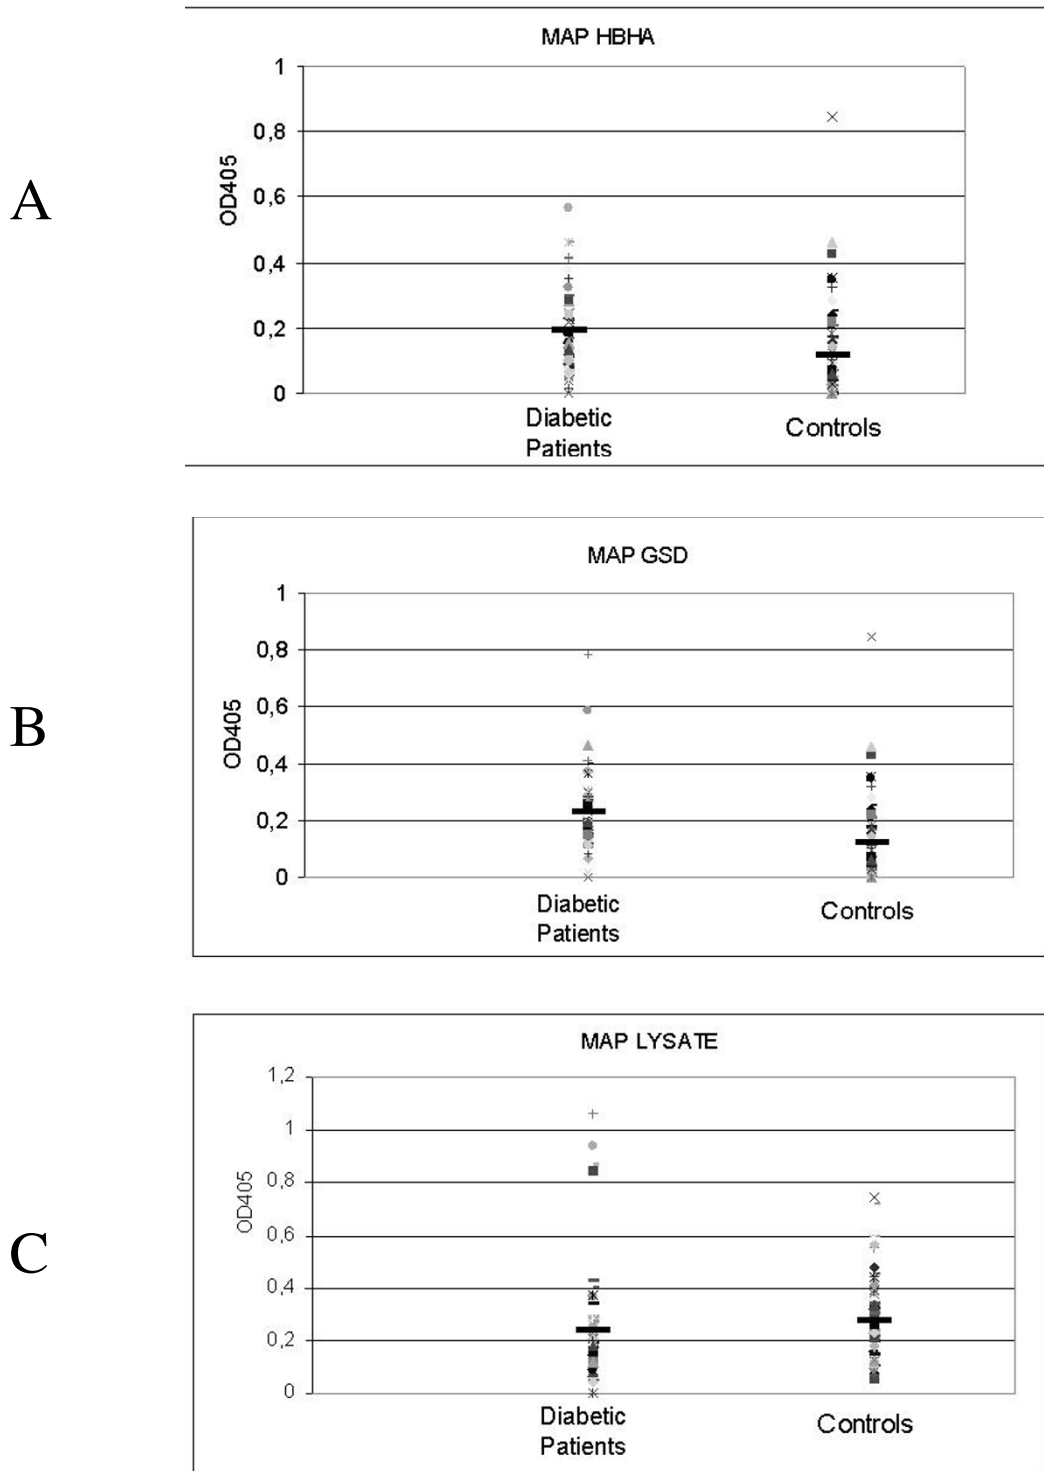 A
MAP HBHA
OD405
1
0,8
0,6
0,4
0,2
0
Diabetic
Patients
Controls
B
MAP GSD
OD405
1
0,8
0,6
0,4
0,2
0
Diabetic
Patients
Controls
C
MAP LYSATE
OD405
1,2
1
0,8
0,6
0,4
0,2
0
Diabetic
Patients
Controls